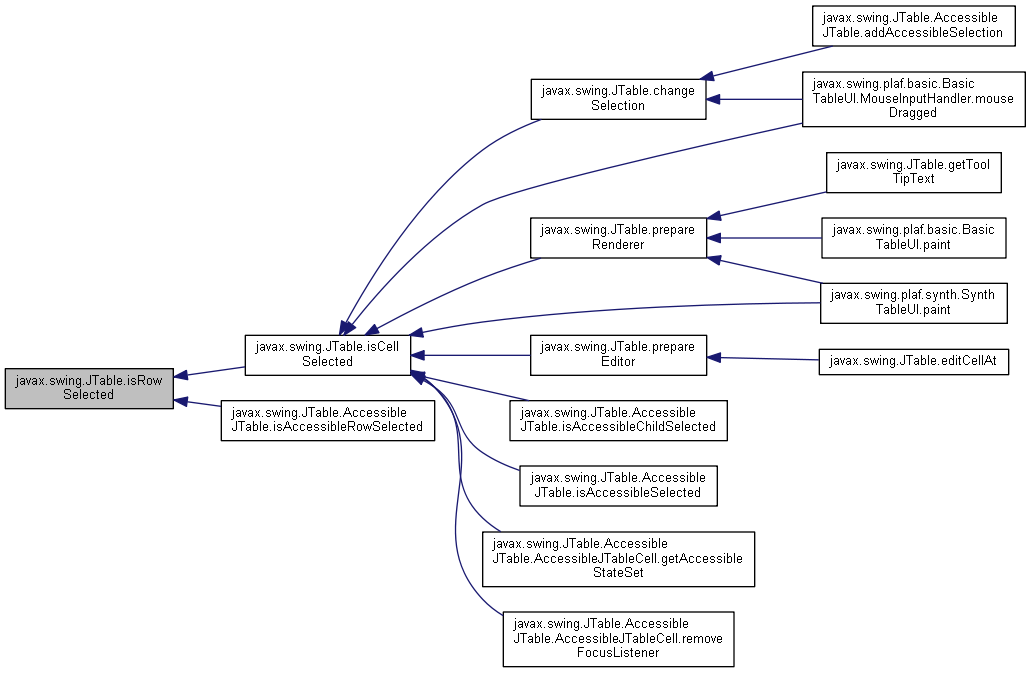 javax.swing.JTable.Accessible
JTable.addAccessibleSelection
javax.swing.JTable.change
Selection
javax.swing.plaf.basic.Basic
TableUI.MouseInputHandler.mouse
Dragged
javax.swing.JTable.getTool
TipText
javax.swing.JTable.prepare
Renderer
javax.swing.plaf.basic.Basic
TableUI.paint
javax.swing.plaf.synth.Synth
TableUI.paint
javax.swing.JTable.isCell
Selected
javax.swing.JTable.prepare
Editor
javax.swing.JTable.editCellAt
javax.swing.JTable.isRow
Selected
javax.swing.JTable.Accessible
JTable.isAccessibleRowSelected
javax.swing.JTable.Accessible
JTable.isAccessibleChildSelected
javax.swing.JTable.Accessible
JTable.isAccessibleSelected
javax.swing.JTable.Accessible
JTable.AccessibleJTableCell.getAccessible
StateSet
javax.swing.JTable.Accessible
JTable.AccessibleJTableCell.remove
FocusListener